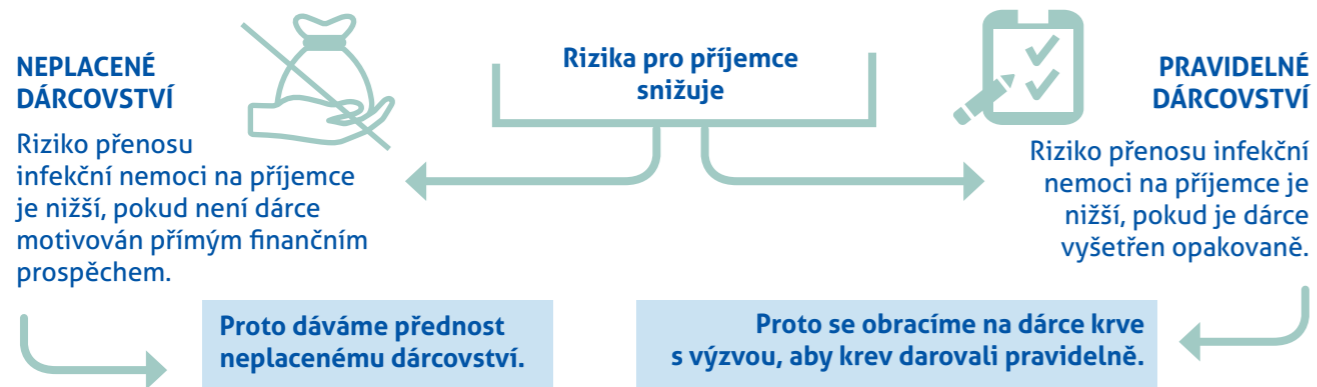 Rizika pro příjemce
snižuje
NEPLACENÉ
DÁRCOVSTVÍ
Riziko přenosu
infekční nemoci na příjemce
je nižší, pokud není dárce
motivován přímým finančním
prospěchem.
Proto dáváme přednost
neplacenému dárcovství.
PRAVIDELNÉ
DÁRCOVSTVÍ
Riziko přenosu infekční
nemoci na příjemce je
nižší, pokud je dárce
vyšetřen opakovaně.
Proto se obracíme na dárce krve
s výzvou, aby krev darovali pravidelně.